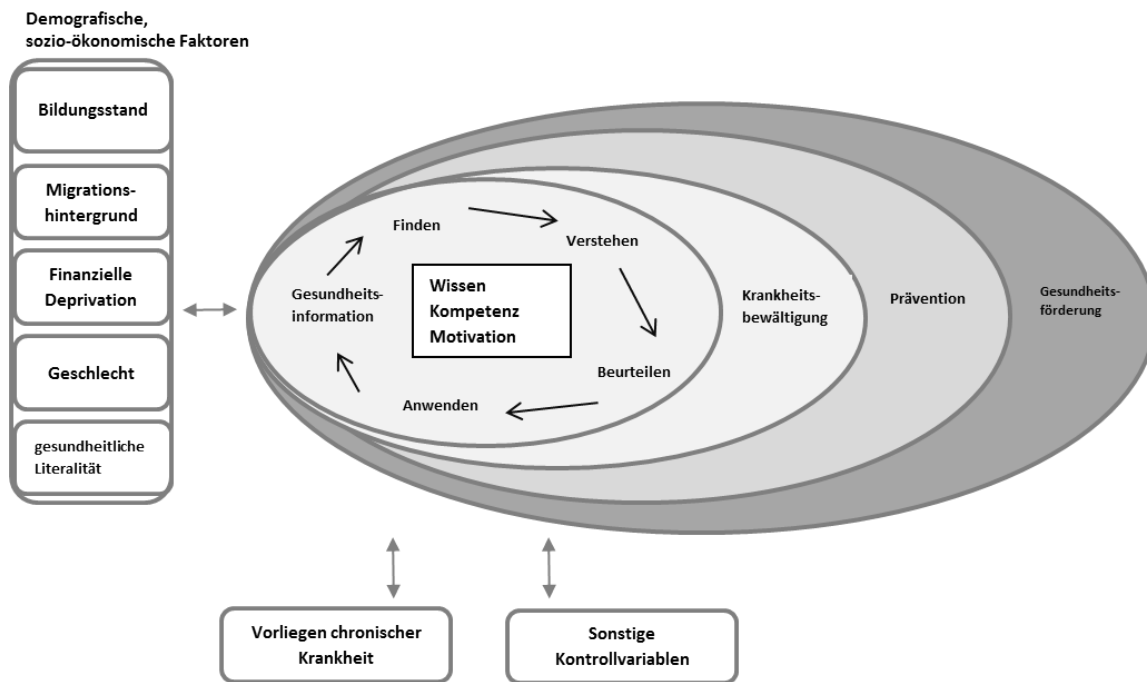 Demografische,
sozio-ökonomische Faktoren
Bildungsstand
Migrations-
hintergrund
Finanzielle
Deprivation
Geschlecht
gesundheitliche
Literalität
Finden
Verstehen
Gesundheits-
information
Wissen
Kompetenz
Motivation
Beurteilen
Anwenden
Krankheits-
bewältigung
Prävention
Gesundheits-
förderung
Vorliegen chronischer
Krankheit
Sonstige
Kontrollvariablen